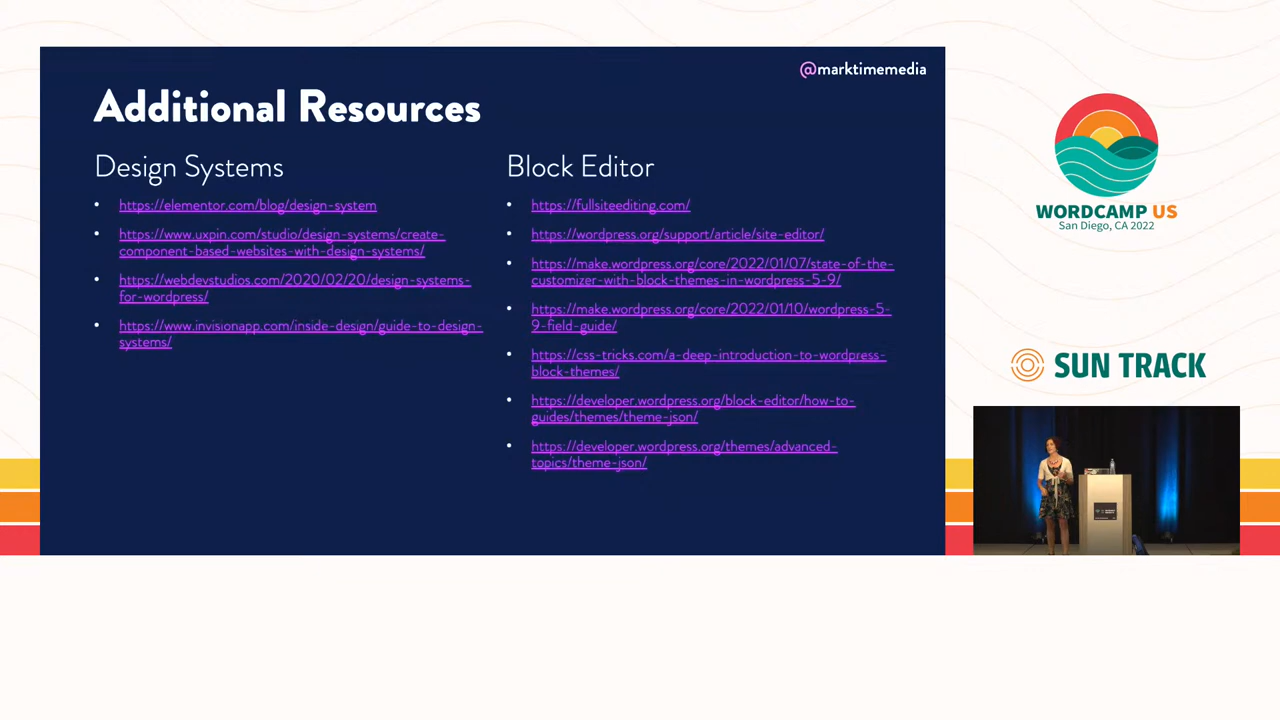 @marktimemedia
Additional Resources
Design Systems
• https://elementor.com/blog/design-system
• https://www.uxpin.com/studio/design-systems/create-
component-based-websites-with-design-systems/
• https://webdevstudios.com/2020/02/20/design-systems-
for-wordpress/
• https://www.invisionapp.com/inside-design/guide-to-design-
systems/
Block Editor
• https://fullsiteediting.com/
• https://wordpress.org/support/article/site-editor/
• https://make.wordpress.org/core/2022/01/07/state-of-the-
customizer-with-block-themes-in-wordpress-5-9/
• https://make.wordpress.org/core/2022/01/10/wordpress-5-
9-field-guide/
• https://css-tricks.com/a-deep-introduction-to-wordpress-
block-themes/
• https://developer.wordpress.org/block-editor/how-to-
guides/themes/theme-json/
• https://developer.wordpress.org/themes/advanced-
topics/theme-json/
WORDCAMP US
San Diego, CA 2022
SUN TRACK